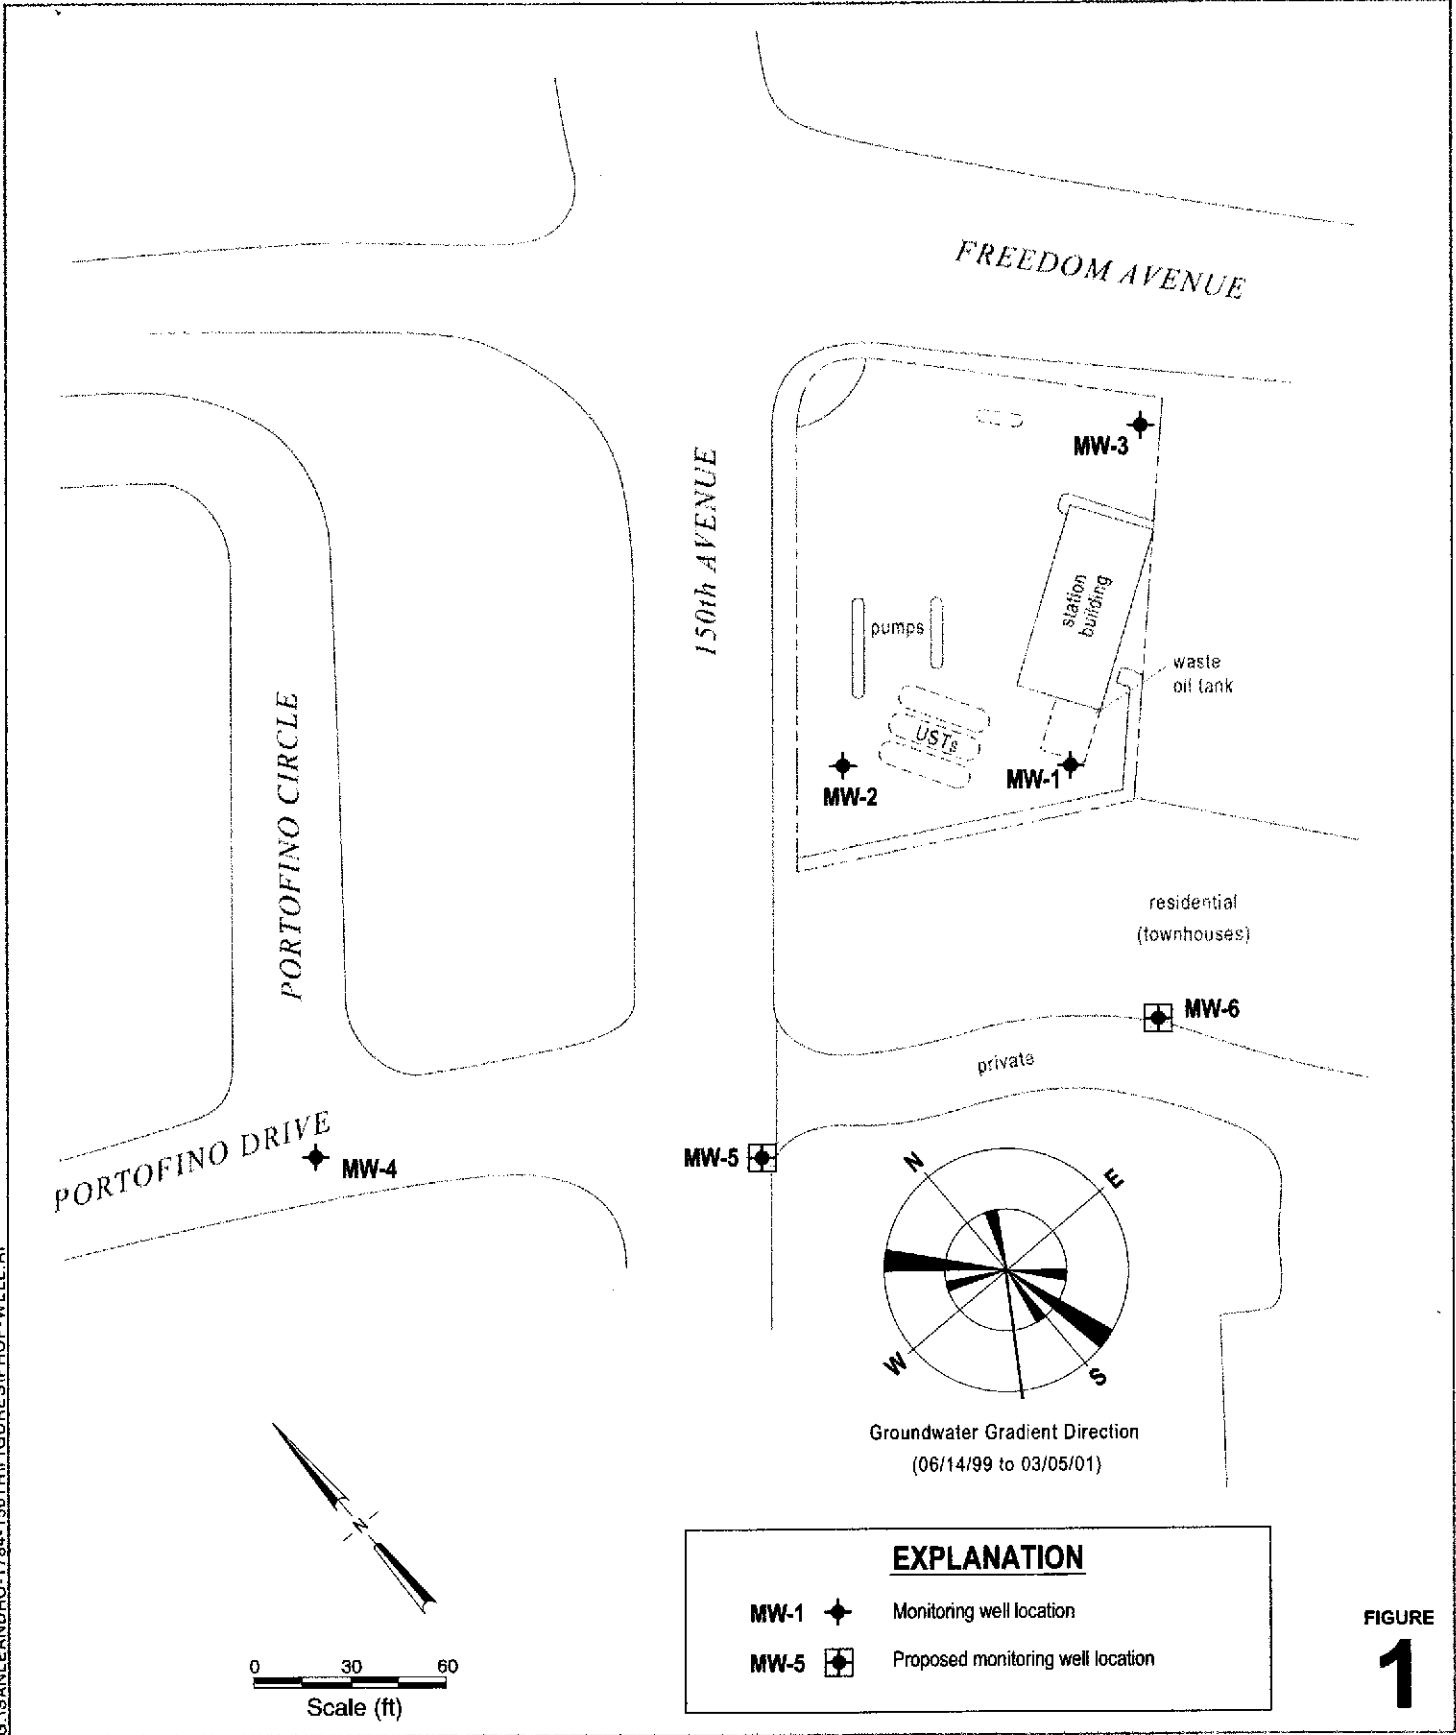 FREEDOM AVENUE
MW-3
150th AVENUE
station
building
pumps
waste
oil tank
USTs
MW-2
MW-1
PORTOFINO CIRCLE
residential
(townhouses)
MW-6
private
PORTOFINO DRIVE
MW-4
MW-5
N
E
W
S
Groundwater Gradient Direction
(06/14/99 to 03/05/01)
N
0 30 60
Scale (ft)
EXPLANATION
MW-1 Monitoring well location
MW-5 Proposed monitoring well location
FIGURE
1